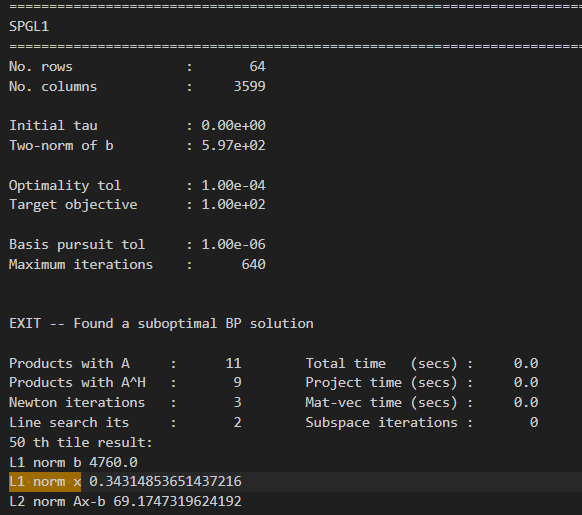 ================================================================================
SPGL1
================================================================================
No. rows              :       64
No. columns           :     3599
Initial tau           : 0.00e+00
Two-norm of b         : 5.97e+02
Optimality tol        : 1.00e-04
Target objective      : 1.00e+02
Basis pursuit tol     : 1.00e-06
Maximum iterations    :      640
EXIT -- Found a suboptimal BP solution
Products with A     :      11        Total time   (secs) :     0.0
Products with A^H   :       9        Project time (secs) :     0.0
Newton iterations   :       3        Mat-vec time (secs) :     0.0
Line search its     :       2        Subspace iterations :       0
50 th tile result:
L1 norm b 4760.0
L1 norm x 0.34314853651437216
L2 norm Ax-b 69.1747319624192